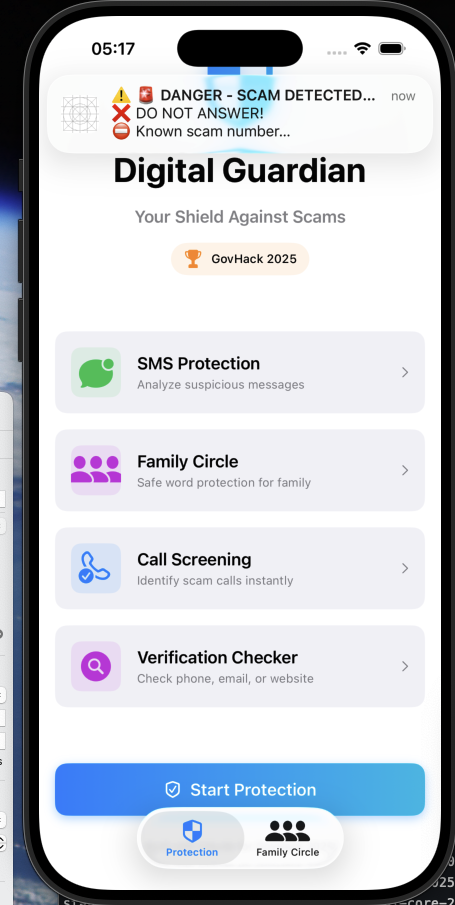 05:17
⚠️ 🚨 DANGER - SCAM DETECTED... now
❌ DO NOT ANSWER!
⛔ Known scam number...
Digital Guardian
Your Shield Against Scams
GovHack 2025
SMS Protection
Analyze suspicious messages
Family Circle
Safe word protection for family
Call Screening
Identify scam calls instantly
Verification Checker
Check phone, email, or website
Start Protection
Protection
Family Circle